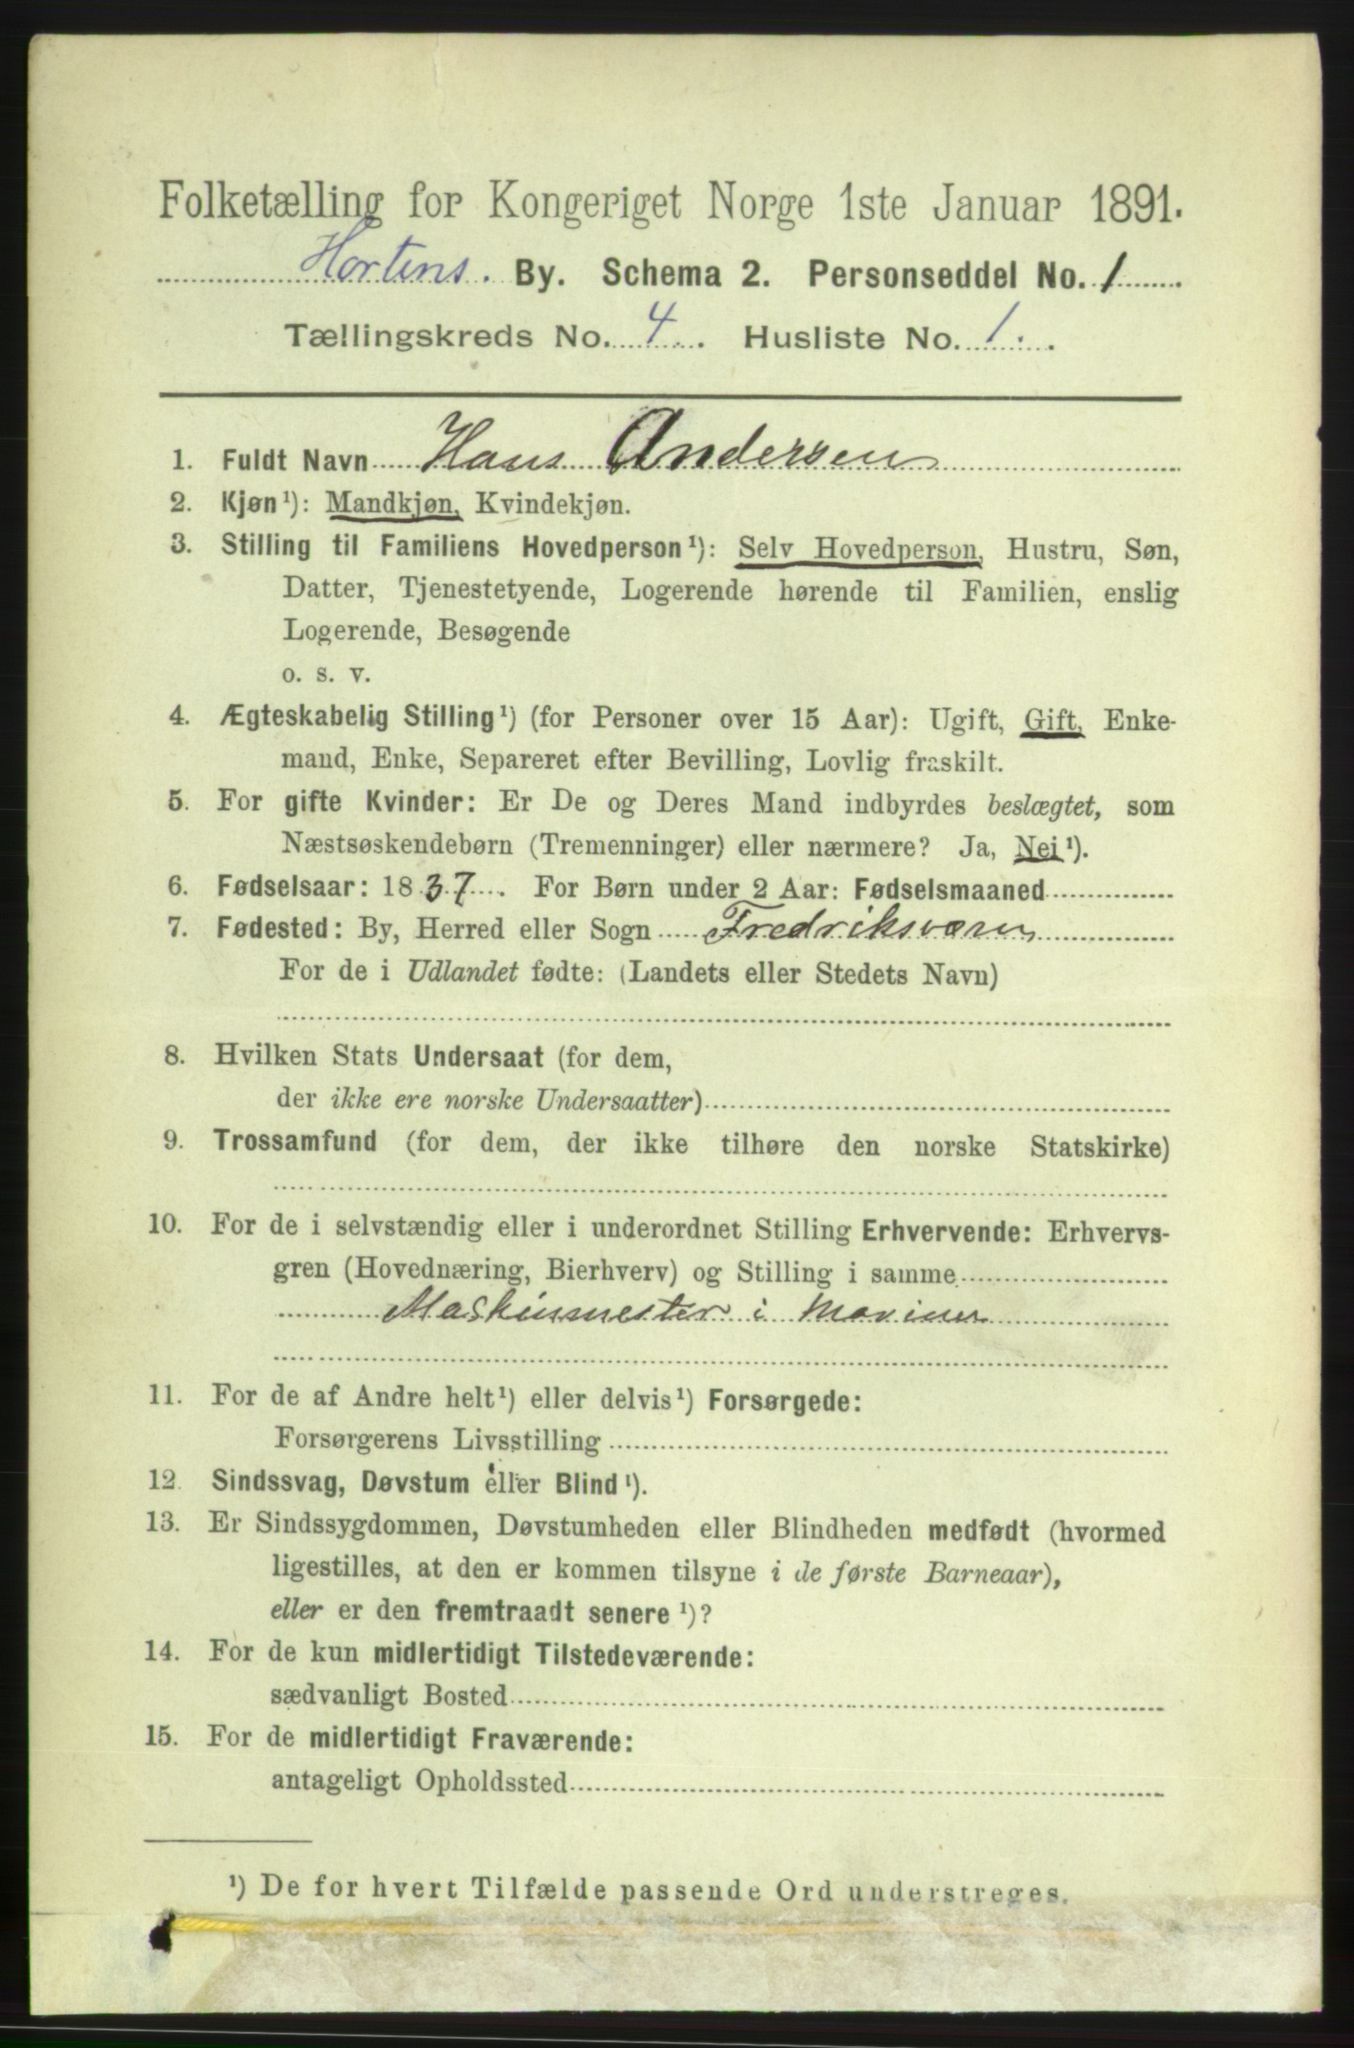 Folketælling for Kongeriget Norge 1ste Januar 1891.
Hortens. By. Schema 2. Personseddel No. 1
Tællingskreds No. 4. Husliste No. 1.
1. Fuldt Navn Hans Andersen
2. Kjøn¹): Mandkjøn, Kvindekjøn.
3. Stilling til Familiens Hovedperson¹): Selv Hovedperson, Hustru, Søn,
Datter, Tjenestetyende, Logerende hørende til Familien, enslig
Logerende, Besøgende
o. s. v.
4. Ægteskabelig Stilling¹) (for Personer over 15 Aar): Ugift, Gift, Enke-
mand, Enke, Separeret efter Bevilling, Lovlig fraskilt.
5. For gifte Kvinder: Er De og Deres Mand indbyrdes beslægtet, som
Næstsøskendebørn (Tremenninger) eller nærmere? Ja, Nei¹).
6. Fødselsaar: 1837. For Børn under 2 Aar: Fødselsmaaned
7. Fødested: By, Herred eller Sogn Fredriksværn
For de i Udlandet fødte: (Landets eller Stedets Navn)
8. Hvilken Stats Undersaat (for dem,
der ikke ere norske Undersaatter)
9. Trossamfund (for dem, der ikke tilhøre den norske Statskirke)
10. For de i selvstændig eller i underordnet Stilling Erhvervende: Erhvervs-
gren (Hovednæring, Bierhverv) og Stilling i samme
Maskinmester i Marinen
11. For de af Andre helt¹) eller delvis¹) Forsørgede:
Forsørgerens Livsstilling
12. Sindssvag, Døvstum eller Blind¹).
13. Er Sindssygdommen, Døvstumheden eller Blindheden medfødt (hvormed
ligestilles, at den er kommen tilsyne i de første Barneaar),
eller er den fremtraadt senere¹)?
14. For de kun midlertidigt Tilstedeværende:
sædvanligt Bosted
15. For de midlertidigt Fraværende:
antageligt Opholdssted
¹) De for hvert Tilfælde passende Ord understreges.